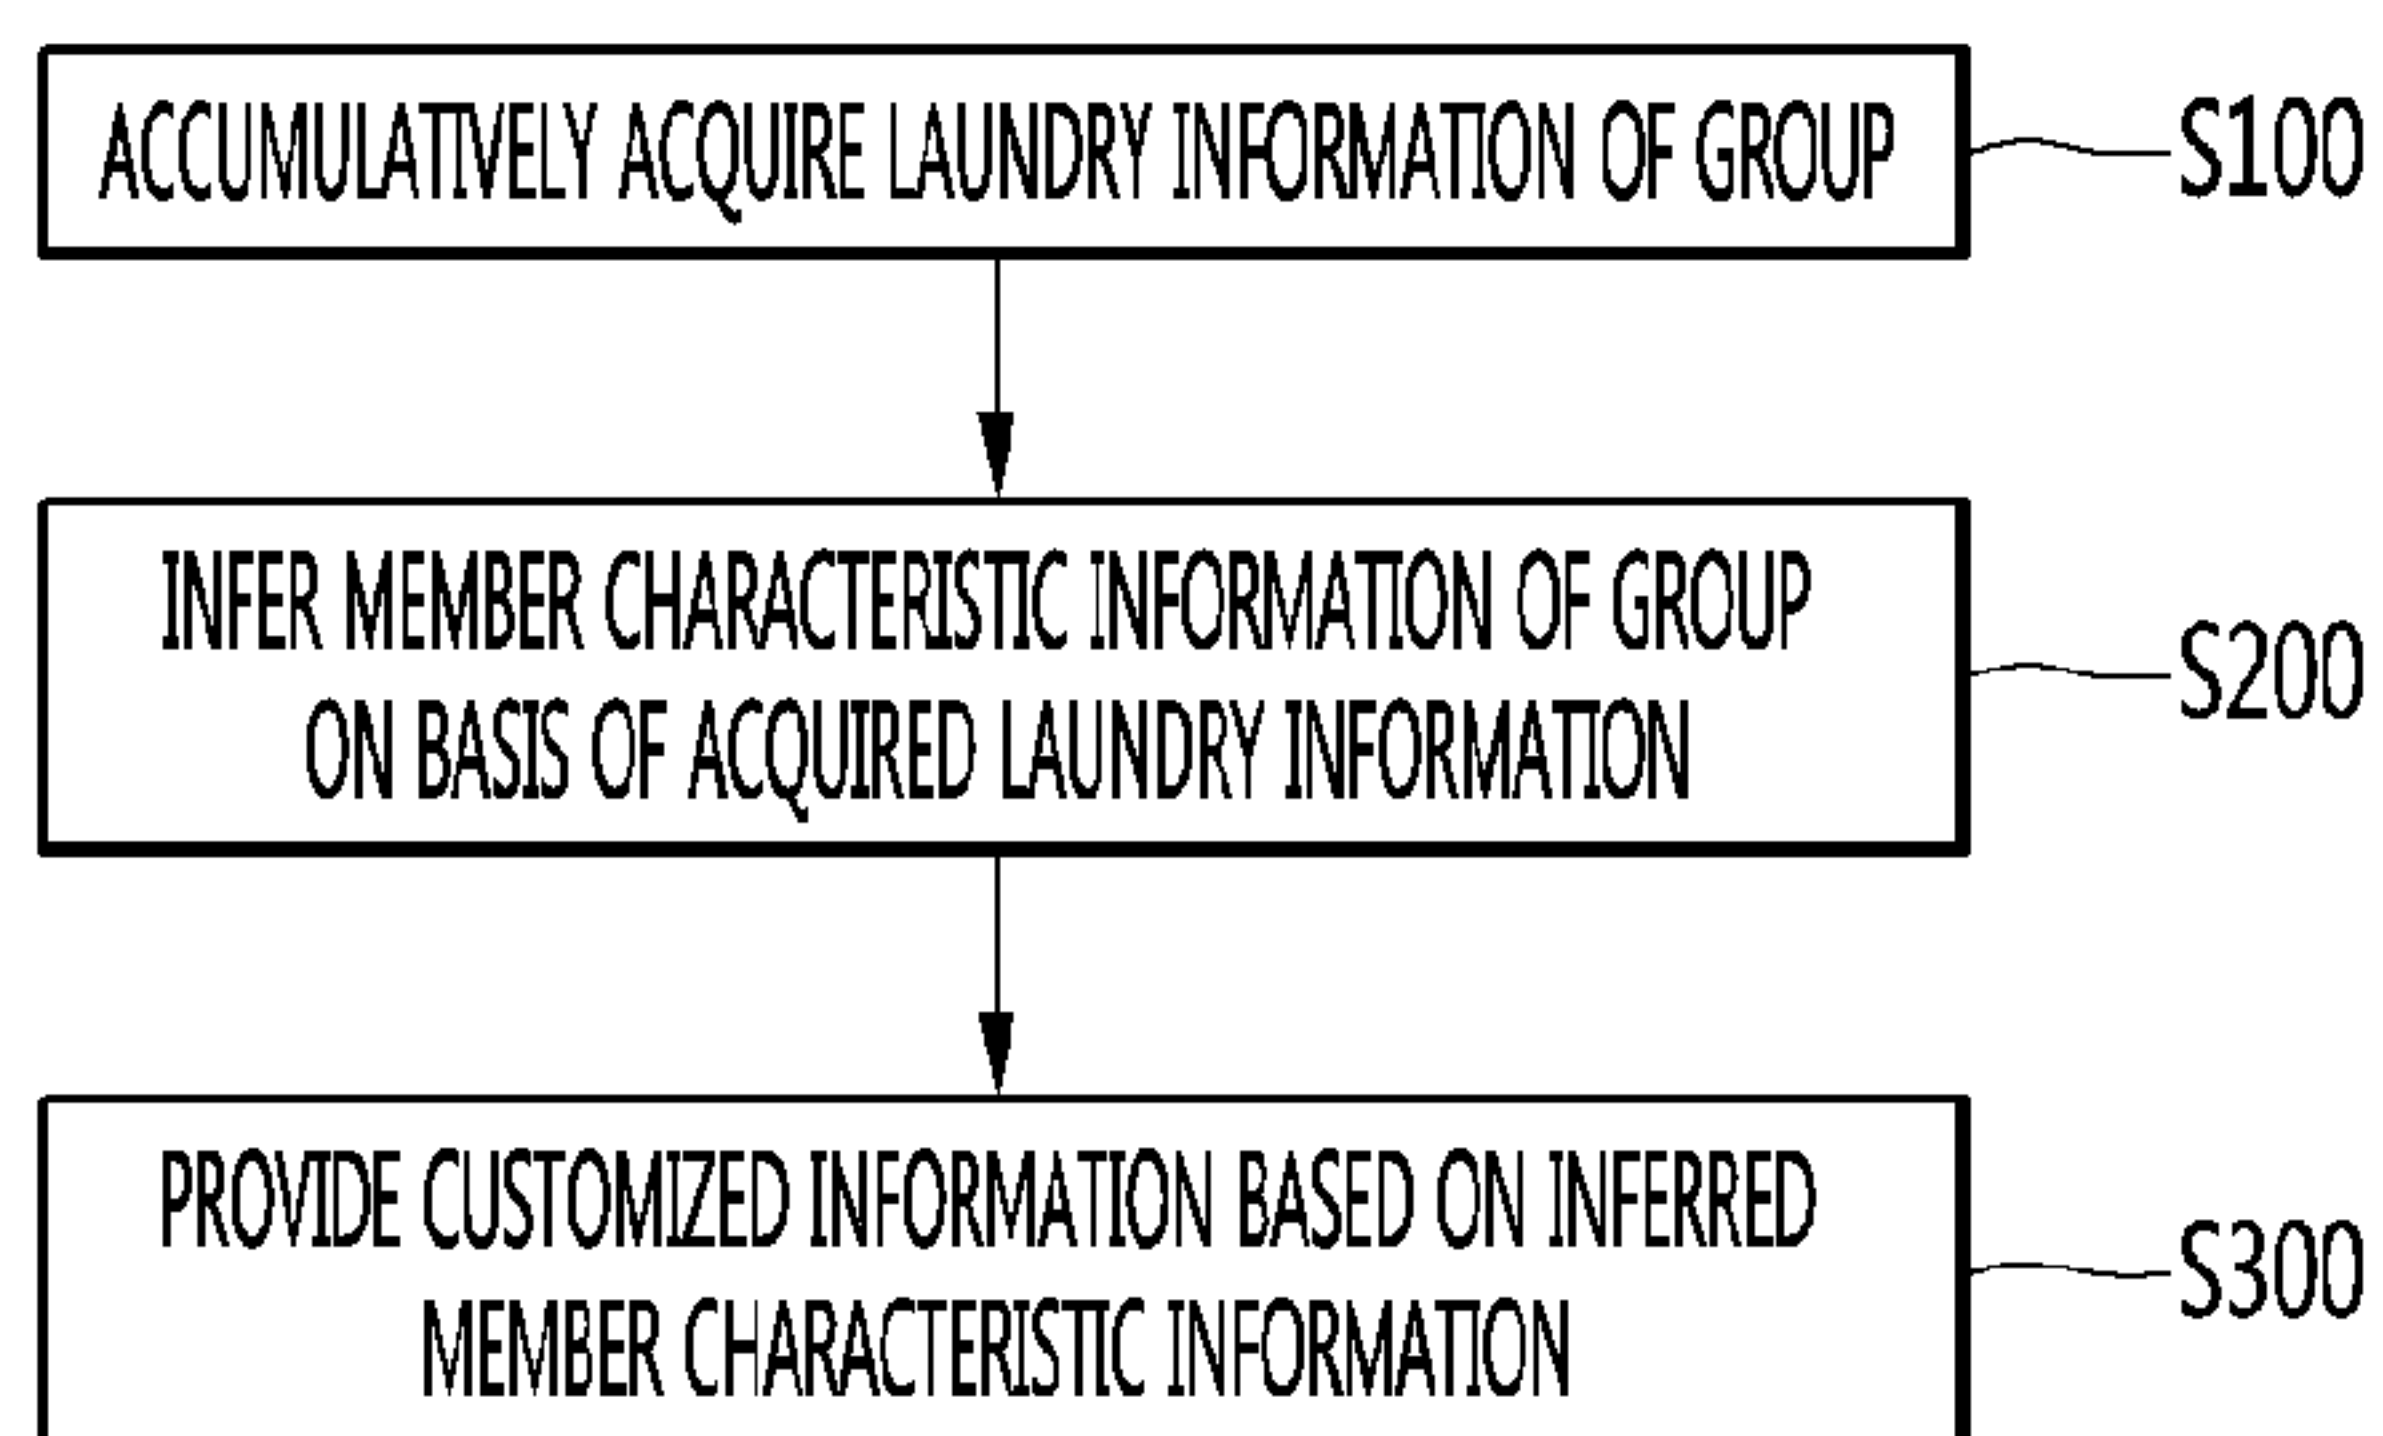 ACCUMULATIVELY ACQUIRE LAUNDRY INFORMATION OF GROUP
S100
INFER MEMBER CHARACTERISTIC INFORMATION OF GROUP
ON BASIS OF ACQUIRED LAUNDRY INFORMATION
S200
PROVIDE CUSTOMIZED INFORMATION BASED ON INFERRED
MEMBER CHARACTERISTIC INFORMATION
S300